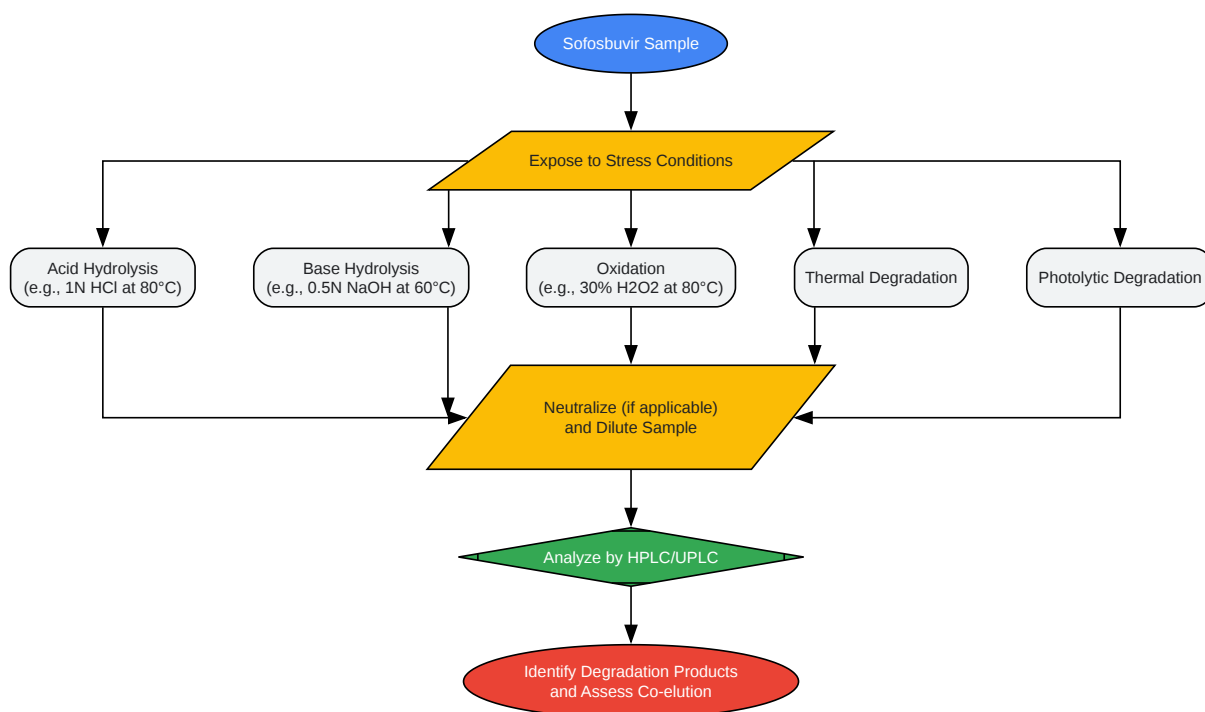 Sofosbuvir Sample
Expose to Stress Conditions
Acid Hydrolysis
(e.g., 1N HCl at 80°C)
Base Hydrolysis
(e.g., 0.5N NaOH at 60°C)
Oxidation
(e.g., 30% H2O2 at 80°C)
Thermal Degradation
Photolytic Degradation
Neutralize (if applicable)
and Dilute Sample
Analyze by HPLC/UPLC
Identify Degradation Products
and Assess Co-elution